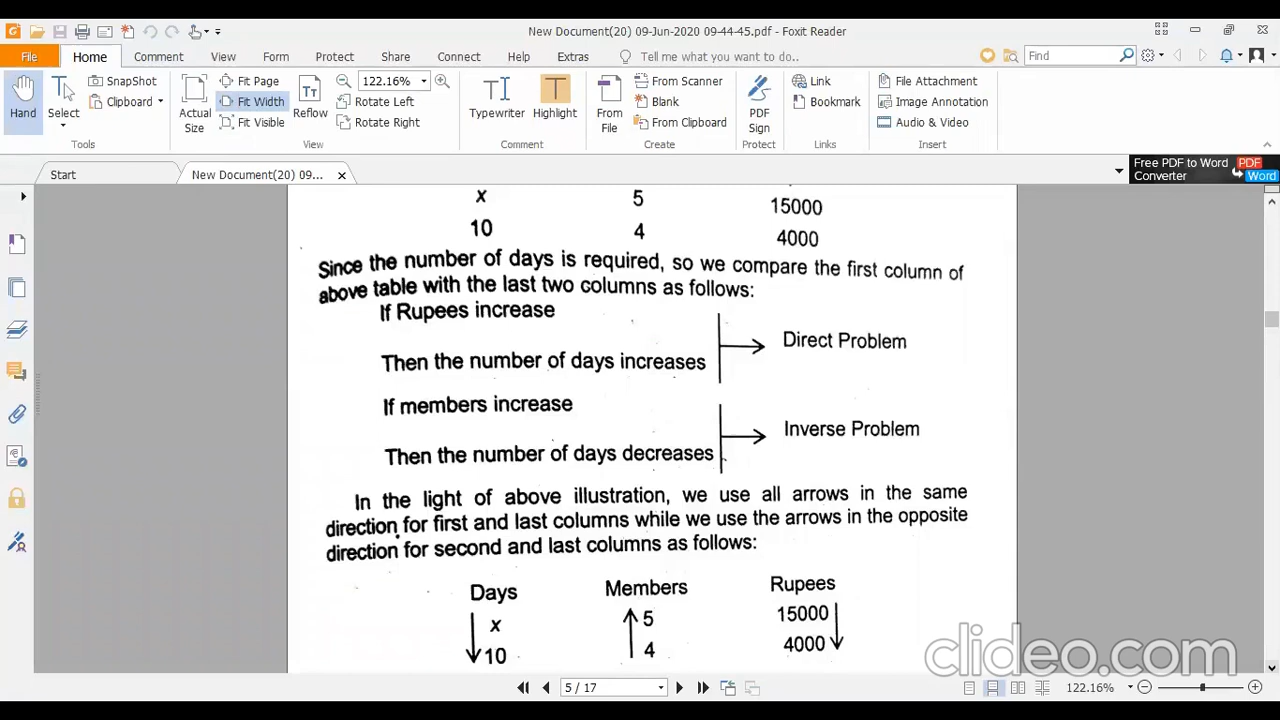 New Document(20) 09-Jun-2020 09-44-45.pdf - Foxit Reader
File Home Comment View Form Protect Share Connect Help Extras Tell me what you want to do.. Find
Hand Select SnapShot Clipboard Actual Size Fit Page Fit Width Fit Visible Reflow 122.16% Rotate Left Rotate Right Typewriter Highlight From File From Scanner Blank From Clipboard PDF Sign Link Bookmark File Attachment Image Annotation Audio & Video
Tools View Comment Create Protect Links Insert
Start New Document(20) 09... Free PDF to Word Converter PDF Word
x 5 15000
10 4 4000
Since the number of days is required, so we compare the first column of
above table with the last two columns as follows:
If Rupees increase
Direct Problem
Then the number of days increases
If members increase
Inverse Problem
Then the number of days decreases
In the light of above illustration, we use all arrows in the same
direction for first and last columns while we use the arrows in the opposite
direction for second and last columns as follows:
Days Members Rupees
x 5 15000
10 4 4000
clideo.com
5 / 17 122.16%